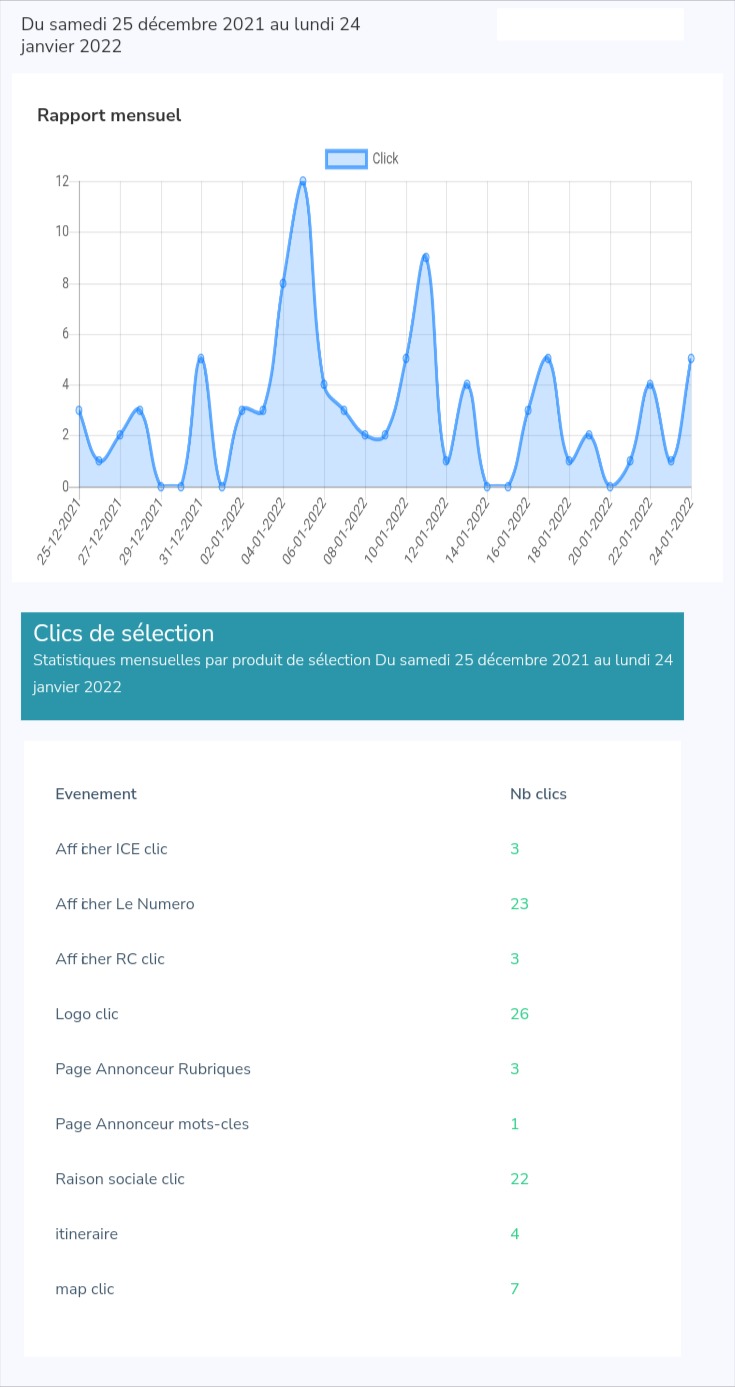 Du samedi 25 décembre 2021 au lundi 24
janvier 2022
Rapport mensuel
Click
12
10
8
6
4
2
0
25-12-2021
27-12-2021
29-12-2021
31-12-2021
02-01-2022
04-01-2022
06-01-2022
08-01-2022
10-01-2022
12-01-2022
14-01-2022
16-01-2022
18-01-2022
20-01-2022
22-01-2022
24-01-2022
Clics de sélection
Statistiques mensuelles par produit de sélection Du samedi 25 décembre 2021 au lundi 24
janvier 2022
Evenement Nb clics
Afficher ICE clic 3
Afficher Le Numero 23
Afficher RC clic 3
Logo clic 26
Page Annonceur Rubriques 3
Page Annonceur mots-cles 1
Raison sociale clic 22
itineraire 4
map clic 7